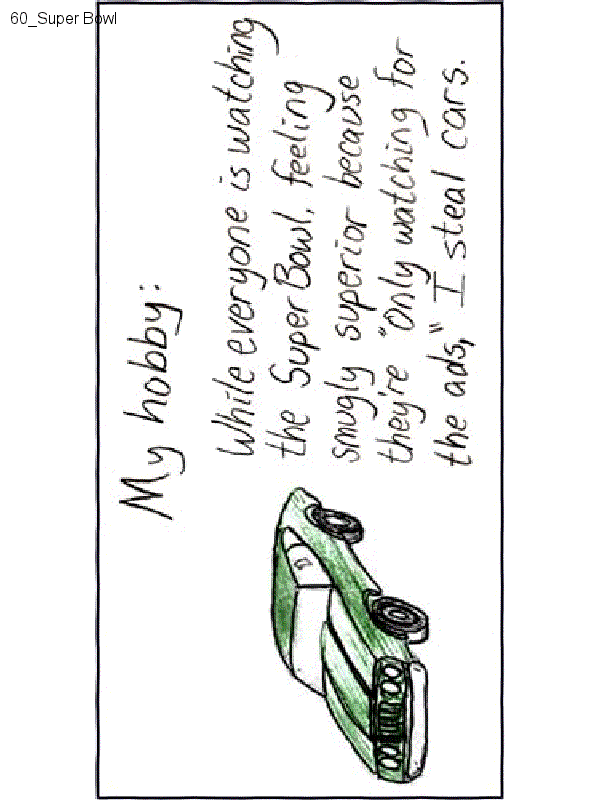 60_Super Bowl
My hobby:
While everyone is watching
the Super Bowl, feeling
smugly superior because
they're "Only watching for
the ads," I steal cars.